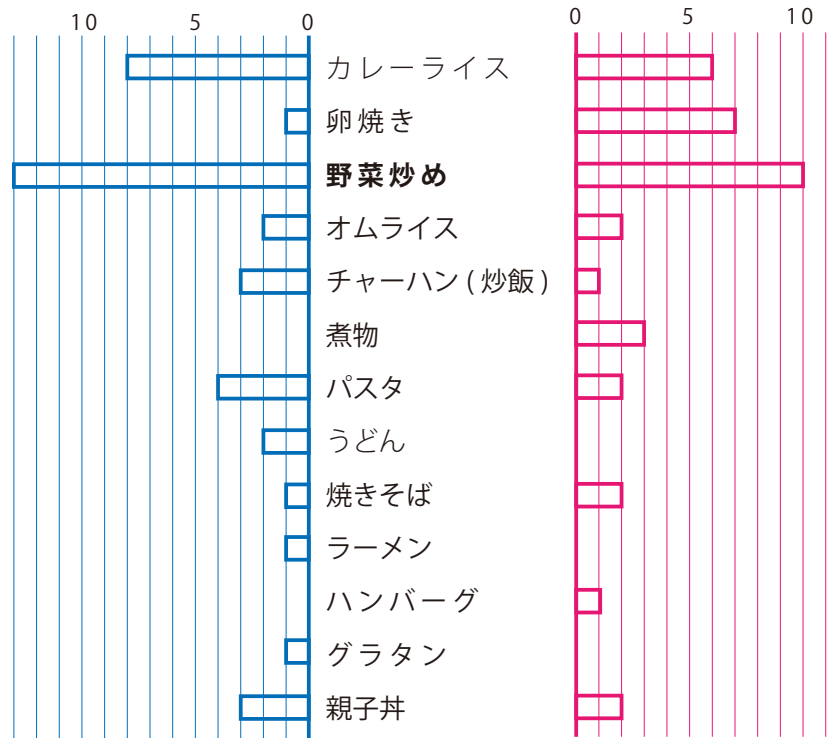 10 5 0
0 5 10
カレーライス
卵焼き
野菜炒め
オムライス
チャーハン ( 炒飯 )
煮物
パスタ
うどん
焼きそば
ラーメン
ハンバーグ
グラタン
親子丼